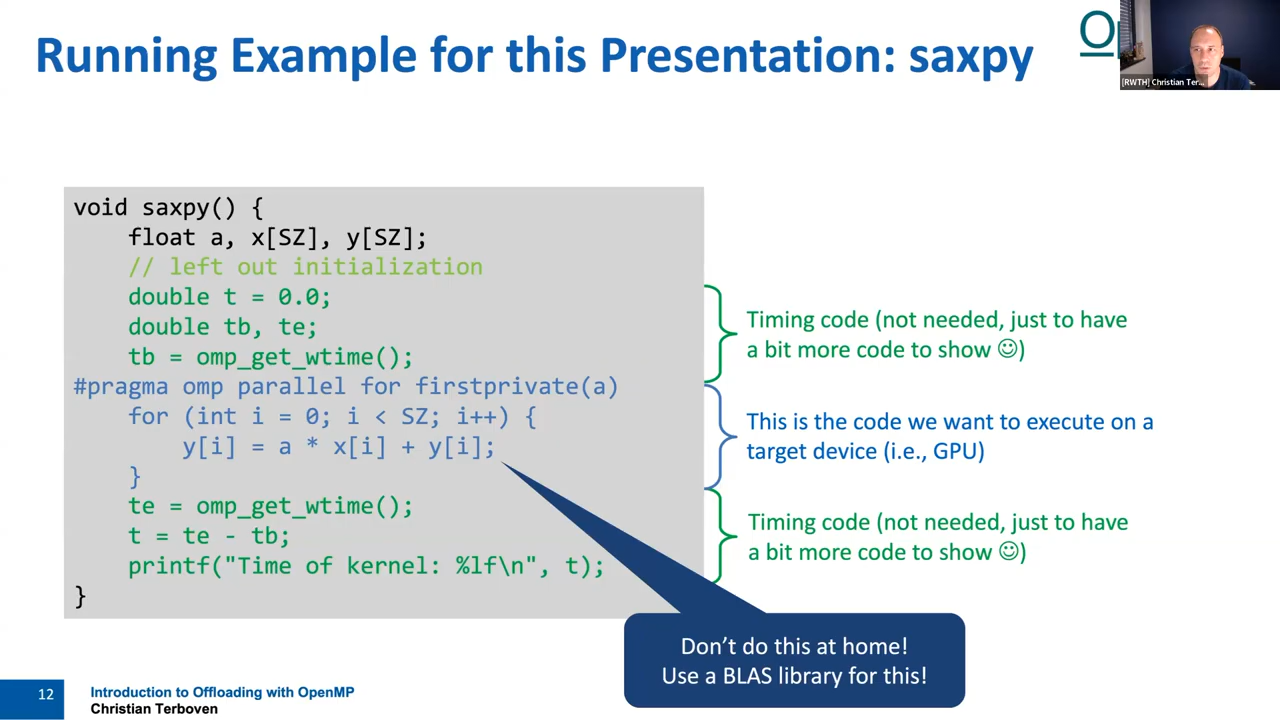 Running Example for this Presentation: saxpy
[RWTH] Christian Ter...
void saxpy() {
float a, x[SZ], y[SZ];
// left out initialization
double t = 0.0;
double tb, te;
tb = omp_get_wtime();
#pragma omp parallel for firstprivate(a)
for (int i = 0; i < SZ; i++) {
y[i] = a * x[i] + y[i];
}
te = omp_get_wtime();
t = te - tb;
printf("Time of kernel: %lf\n", t);
}
Timing code (not needed, just to have
a bit more code to show ☺)
This is the code we want to execute on a
target device (i.e., GPU)
Timing code (not needed, just to have
a bit more code to show ☺)
Don’t do this at home!
Use a BLAS library for this!
12
Introduction to Offloading with OpenMP
Christian Terboven